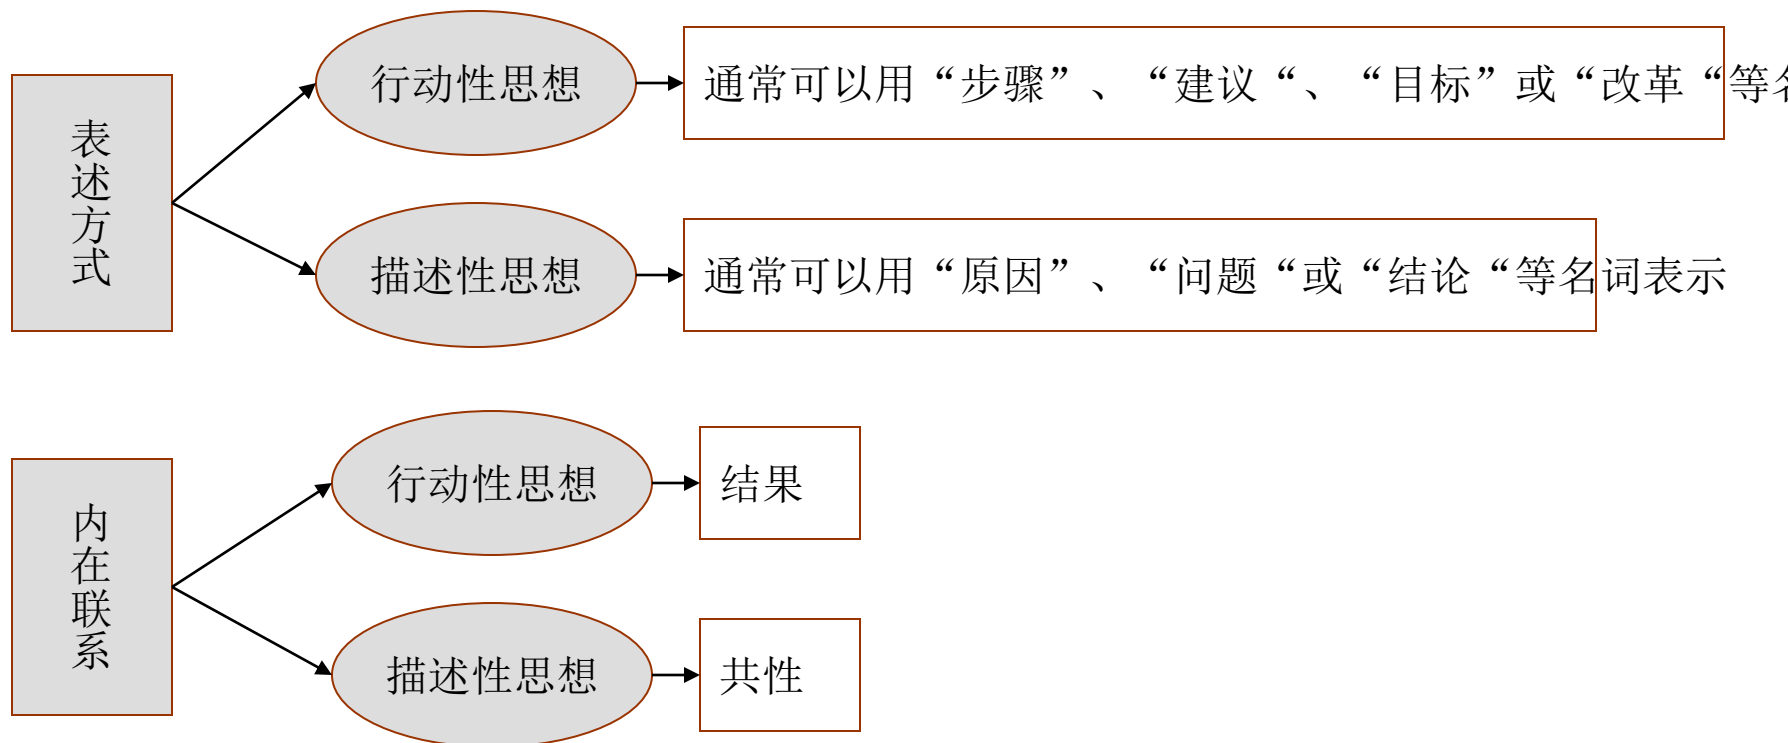 表述方式
行动性思想
通常可以用“步骤”、“建议“、“目标”或“改革“等名
描述性思想
通常可以用“原因”、“问题“或“结论“等名词表示
内在联系
行动性思想
结果
描述性思想
共性